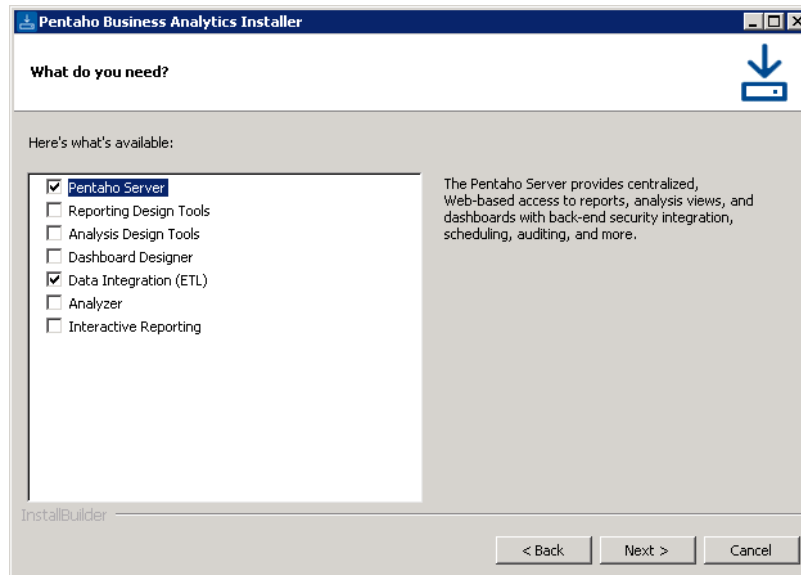 Pentaho Business Analytics Installer
What do you need?
Here's what's available:
Pentaho Server
Reporting Design Tools
Analysis Design Tools
Dashboard Designer
Data Integration (ETL)
Analyzer
Interactive Reporting
The Pentaho Server provides centralized,
Web-based access to reports, analysis views, and
dashboards with back-end security integration,
scheduling, auditing, and more.
InstallBuilder
< Back
Next >
Cancel